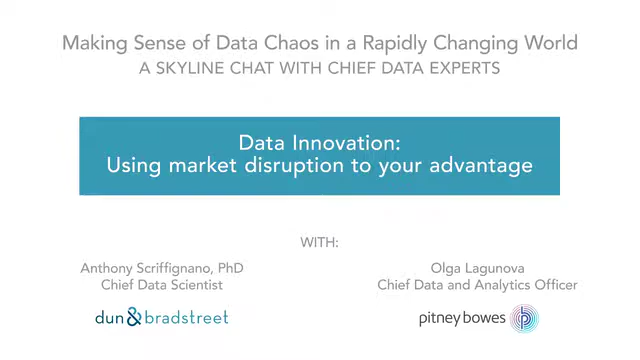 Making Sense of Data Chaos in a Rapidly Changing World
A SKYLINE CHAT WITH CHIEF DATA EXPERTS
Data Innovation:
Using market disruption to your advantage
WITH:
Anthony Scriffignano, PhD
Chief Data Scientist
dun&bradstreet
Olga Lagunova
Chief Data and Analytics Officer
pitney bowes